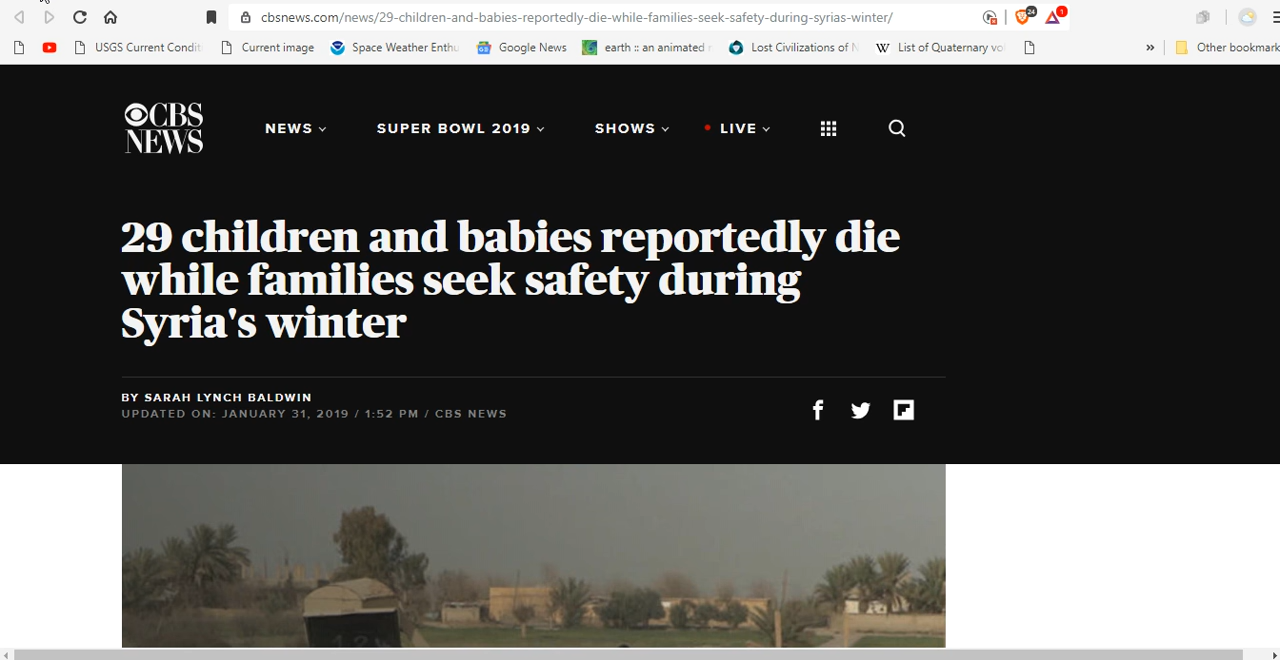 cbsnews.com/news/29-children-and-babies-reportedly-die-while-families-seek-safety-during-syrias-winter/
24
1
USGS Current Condit
Current image
Space Weather Enthu
Google News
earth :: an animated
Lost Civilizations of N
W
List of Quaternary vo
»
Other bookmark
CBS NEWS
NEWS
SUPER BOWL 2019
SHOWS
LIVE
29 children and babies reportedly die
while families seek safety during
Syria's winter
BY SARAH LYNCH BALDWIN
UPDATED ON: JANUARY 31, 2019 / 1:52 PM / CBS NEWS